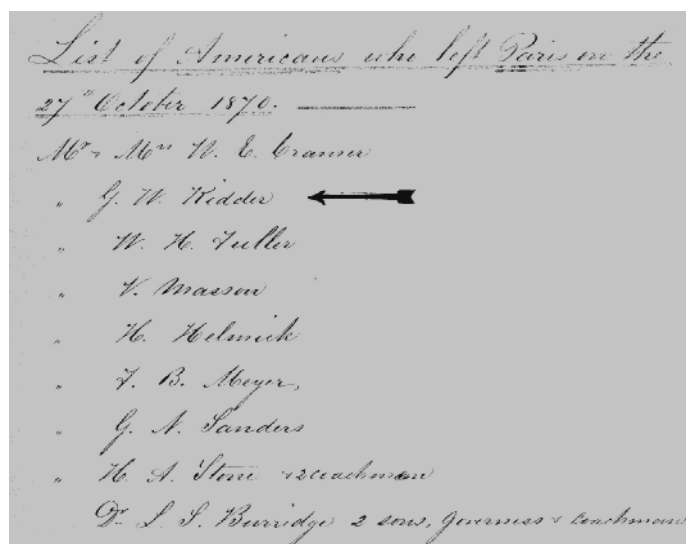 List of Americans who left Paris on the
27th October 1870.
Mr & Mrs W. E. Cramer
" G. W. Kidder
" W. H. Fuller
" V. Masson
" H. Helmick
" F. B. Meyer,
" G. N. Sanders
" H. A. Stone & 2 coachman
Dr. L. S. Burridge 2 sons, governess & coachman